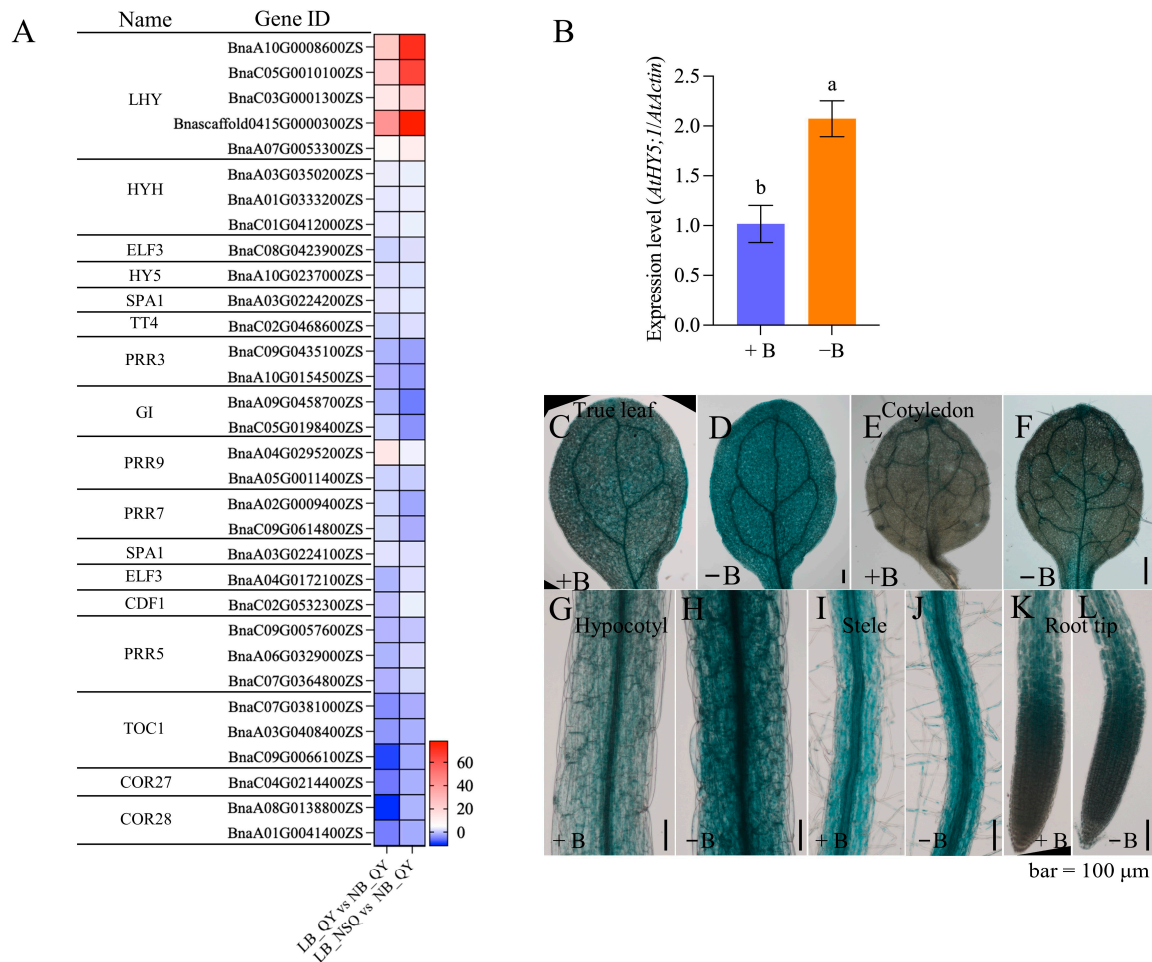 A
Name Gene ID
LHY
BnaA10G0008600ZS
BnaC05G0010100ZS
BnaC03G0001300ZS
Bnascaffold0415G0000300ZS
BnaA07G0053300ZS
HYH
BnaA03G0350200ZS
BnaA01G0333200ZS
BnaC01G0412000ZS
ELF3 BnaC08G0423900ZS
HY5 BnaA10G0237000ZS
SPA1 BnaA03G0224200ZS
TT4 BnaC02G0468600ZS
PRR3
BnaC09G0435100ZS
BnaA10G0154500ZS
GI
BnaA09G0458700ZS
BnaC05G0198400ZS
PRR9
BnaA04G0295200ZS
BnaA05G0011400ZS
PRR7
BnaA02G0009400ZS
BnaC09G0614800ZS
SPA1 BnaA03G0224100ZS
ELF3 BnaA04G0172100ZS
CDF1 BnaC02G0532300ZS
PRR5
BnaC09G0057600ZS
BnaA06G0329000ZS
BnaC07G0364800ZS
TOC1
BnaC07G0381000ZS
BnaA03G0408400ZS
BnaC09G0066100ZS
COR27 BnaC04G0214400ZS
COR28
BnaA08G0138800ZS
BnaA01G0041400ZS
60
40
20
0
LB_QY vs NB_QY
LB_NSQ vs NB_QY
B
Expression level (AtHY5;1/AtActin)
2.5
2.0
1.5
1.0
0.5
0.0
b
a
+ B
−B
C True leaf
+B
D
−B
E Cotyledon
+B
F
−B
G Hypocotyl
+ B
H
−B
I Stele
+ B
J
−B
K Root tip
+ B
L
−B
bar = 100 μm